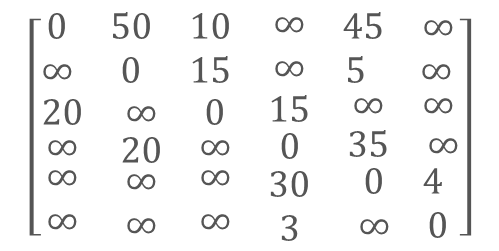 0 50 10 ∞ 45 ∞
∞ 0 15 ∞ 5 ∞
20 ∞ 0 15 ∞ ∞
∞ 20 ∞ 0 35 ∞
∞ ∞ ∞ 30 0 4
∞ ∞ ∞ 3 ∞ 0